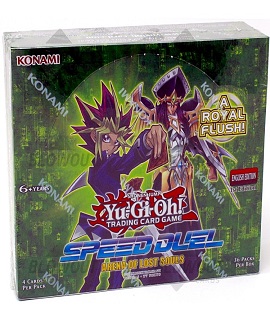 KONAMI
A
ROYAL
FLUSH!
6+YEARS
ENGLISH EDITION
Yu-Gi-Oh!
TRADING CARD GAME
SPEED DUEL
ARENA OF LOST SOULS
4 CARDS
PER PACK
36 PACKS
PER BOX